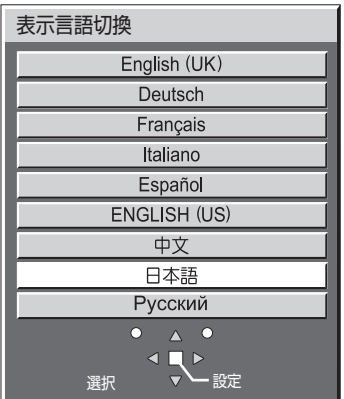 表示言語切換
English (UK)
Deutsch
Français
Italiano
Español
ENGLISH (US)
中文
日本語
Русский
選択
設定